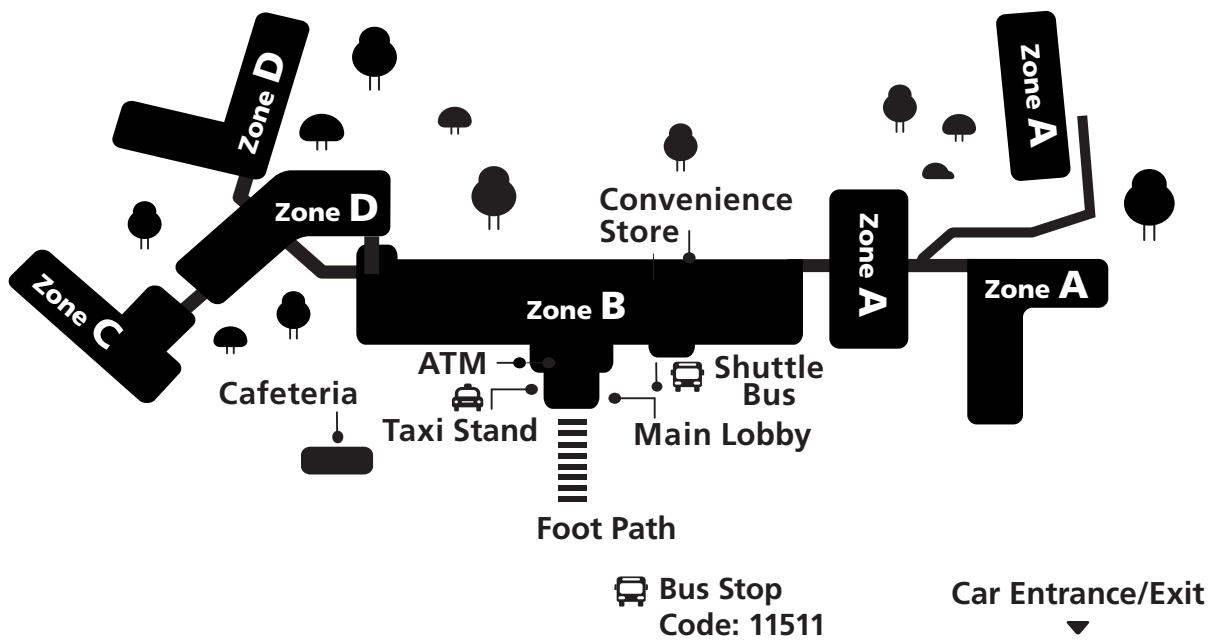 Zone D
Zone A
Zone D
Convenience
Store
Zone A
Zone C
Zone B
Zone A
ATM
Shuttle
Bus
Cafeteria
Taxi Stand
Main Lobby
Foot Path
Bus Stop
Code: 11511
Car Entrance/Exit